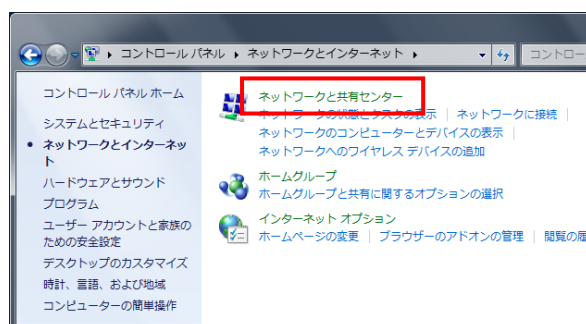 コントロール パネル ▸ ネットワークとインターネット ▸
コントロー
コントロール パネル ホーム
システムとセキュリティ
ネットワークとインターネッ
ト
ハードウェアとサウンド
プログラム
ユーザー アカウントと家族の
ための安全設定
デスクトップのカスタマイズ
時計、言語、および地域
コンピューターの簡単操作
ネットワークと共有センター
ネットワークの状態とタスクの表示 | ネットワークに接続 |
ネットワークのコンピューターとデバイスの表示 |
ネットワークへのワイヤレス デバイスの追加
ホームグループ
ホームグループと共有に関するオプションの選択
インターネット オプション
ホームページの変更 | ブラウザーのアドオンの管理 | 閲覧の履